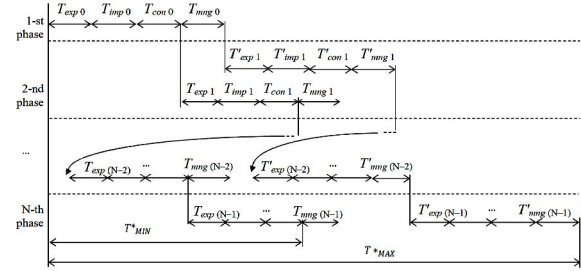 1-st phase T_exp 0 T_imp 0 T_con 0 T_mng 0
T'_exp 1 T'_imp 1 T'_con 1 T'_mng 1
2-nd phase T_exp 1 T_imp 1 T_con 1 T_mng 1
...
T_exp (N−2) ... T_mng (N−2) T'_exp (N−2) ... T'_mng (N−2)
N-th phase T_exp (N−1) ... T_mng (N−1) T'_exp (N−1) ... T'_mng (N−1)
T*_MIN
T*_MAX